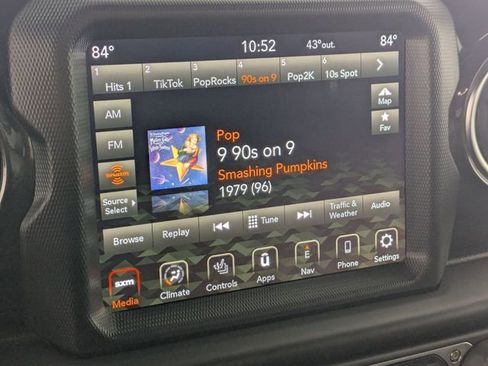 84° 10:52 43°out. 84°
1 Hits 1 2 TikTok 3 PopRocks 4 90s on 9 5 Pop2K 6 10s Spot
AM
Map
FM
Fav
SiriusXM
Source Select
Pop
9 90s on 9
Smashing Pumpkins
1979 (96)
Browse Replay Tune Traffic & Weather Audio
sxm E
Media Climate Controls Apps Nav Phone Settings